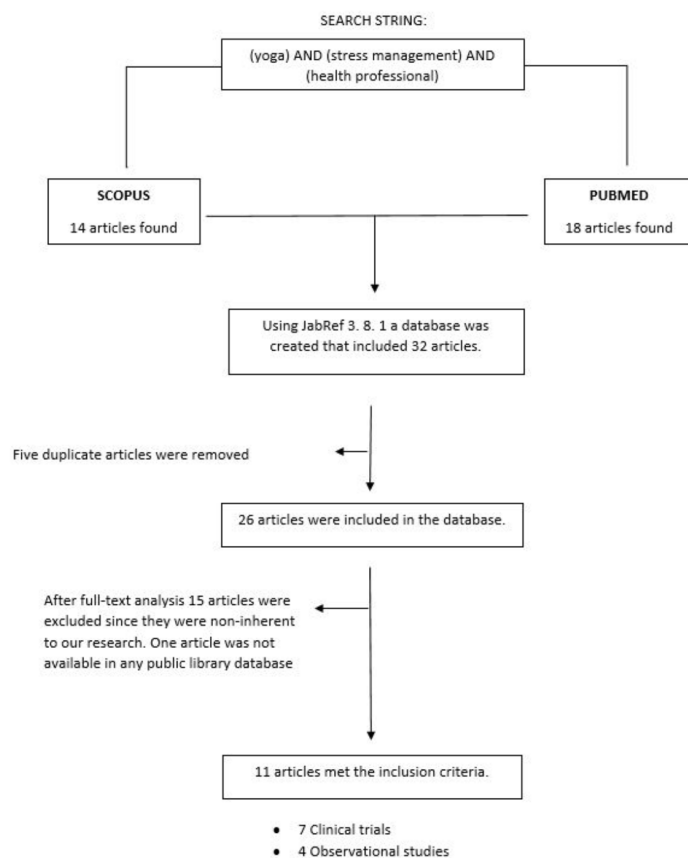 SEARCH STRING:
(yoga) AND (stress management) AND
(health professional)
SCOPUS
14 articles found
PUBMED
18 articles found
Using JabRef 3. 8. 1 a database was
created that included 32 articles.
Five duplicate articles were removed
26 articles were included in the database.
After full-text analysis 15 articles were
excluded since they were non-inherent
to our research. One article was not
available in any public library database
11 articles met the inclusion criteria.
• 7 Clinical trials
• 4 Observational studies